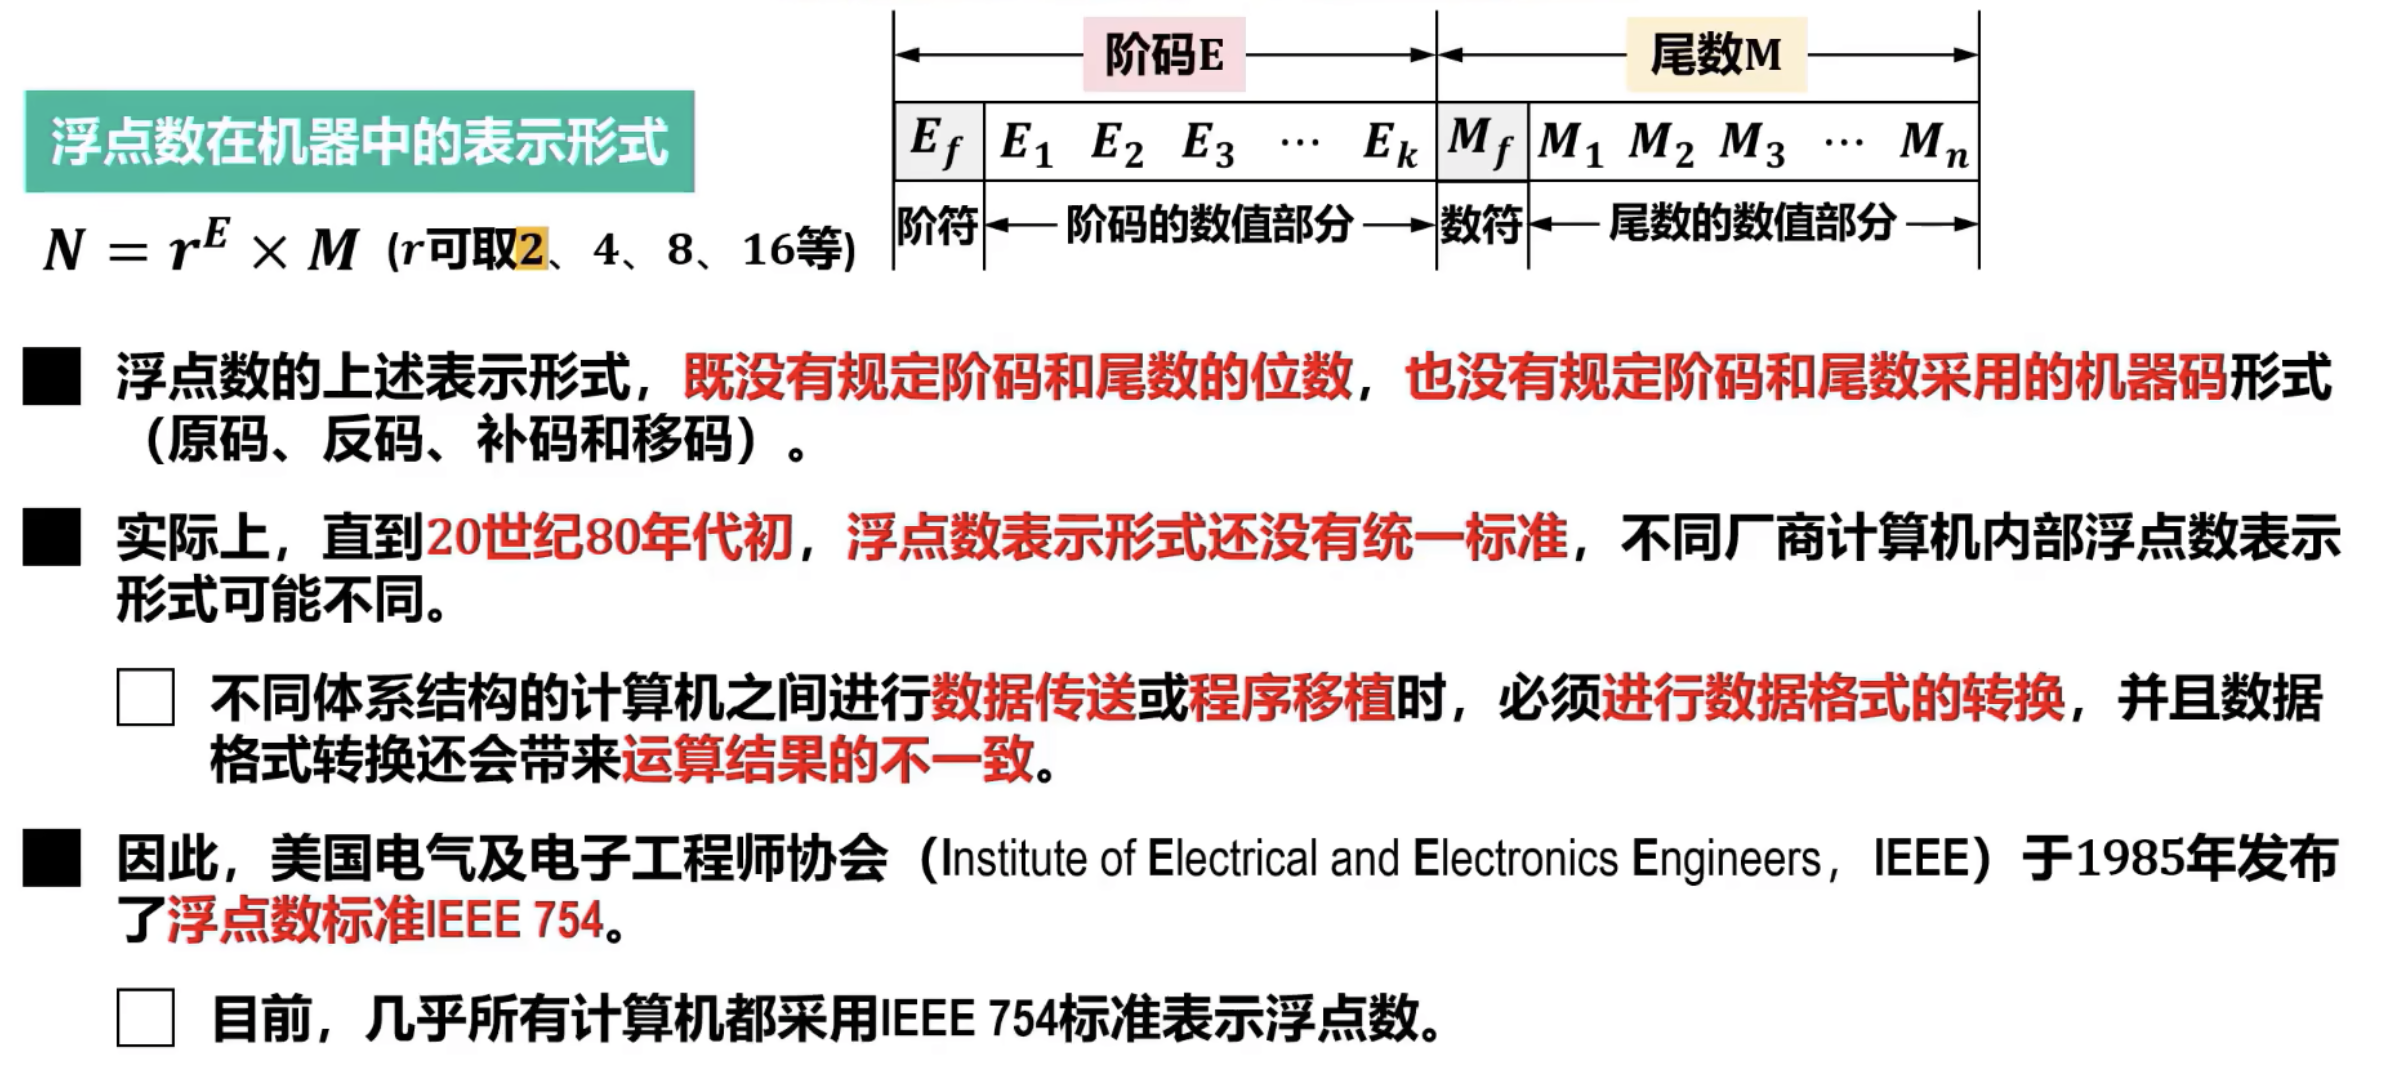 阶码E 尾数M
浮点数在机器中的表示形式
E_f E_1 E_2 E_3 ⋯ E_k M_f M_1 M_2 M_3 ⋯ M_n
阶符 阶码的数值部分 数符 尾数的数值部分
N = r^E × M (r可取2、4、8、16等)
浮点数的上述表示形式，既没有规定阶码和尾数的位数，也没有规定阶码和尾数采用的机器码形式
（原码、反码、补码和移码）。
实际上，直到20世纪80年代初，浮点数表示形式还没有统一标准，不同厂商计算机内部浮点数表示
形式可能不同。
不同体系结构的计算机之间进行数据传送或程序移植时，必须进行数据格式的转换，并且数据
格式转换还会带来运算结果的不一致。
因此，美国电气及电子工程师协会（Institute of Electrical and Electronics Engineers，IEEE）于1985年发布
了浮点数标准IEEE 754。
目前，几乎所有计算机都采用IEEE 754标准表示浮点数。